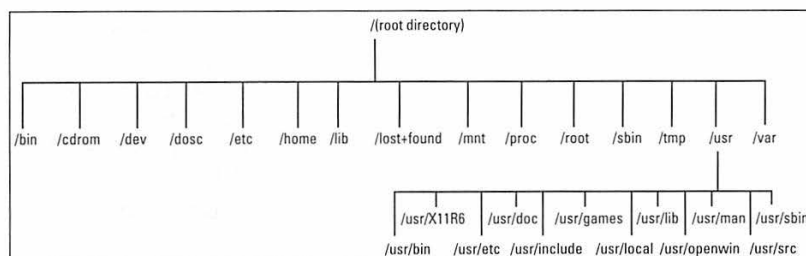 /(root directory)
/bin /cdrom /dev /dosc /etc /home /lib /lost+found /mnt /proc /root /sbin /tmp /usr /var
/usr/X11R6 /usr/doc /usr/games /usr/lib /usr/man /usr/sbin
/usr/bin /usr/etc /usr/include /usr/local /usr/openwin /usr/src